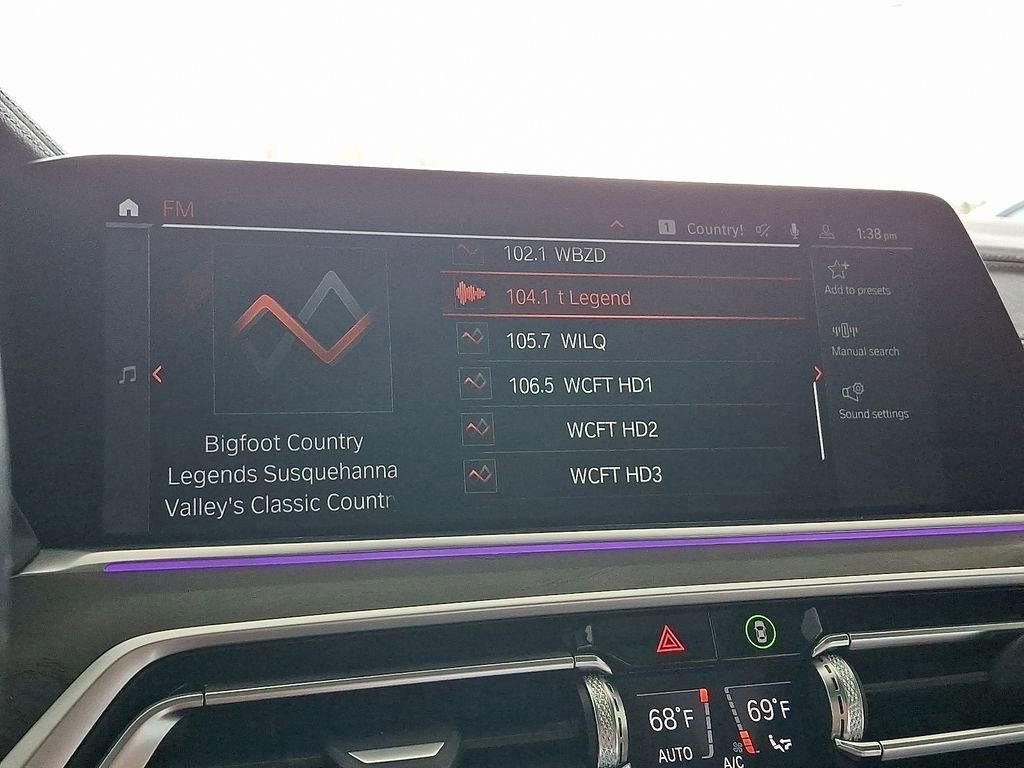 FM
1 Country!
1:38 pm
102.1 WBZD
104.1 t Legend
105.7 WILQ
106.5 WCFT HD1
WCFT HD2
WCFT HD3
Add to presets
Manual search
Sound settings
Bigfoot Country
Legends Susquehanna
Valley's Classic Countr
68°F
AUTO
69°F
A/C